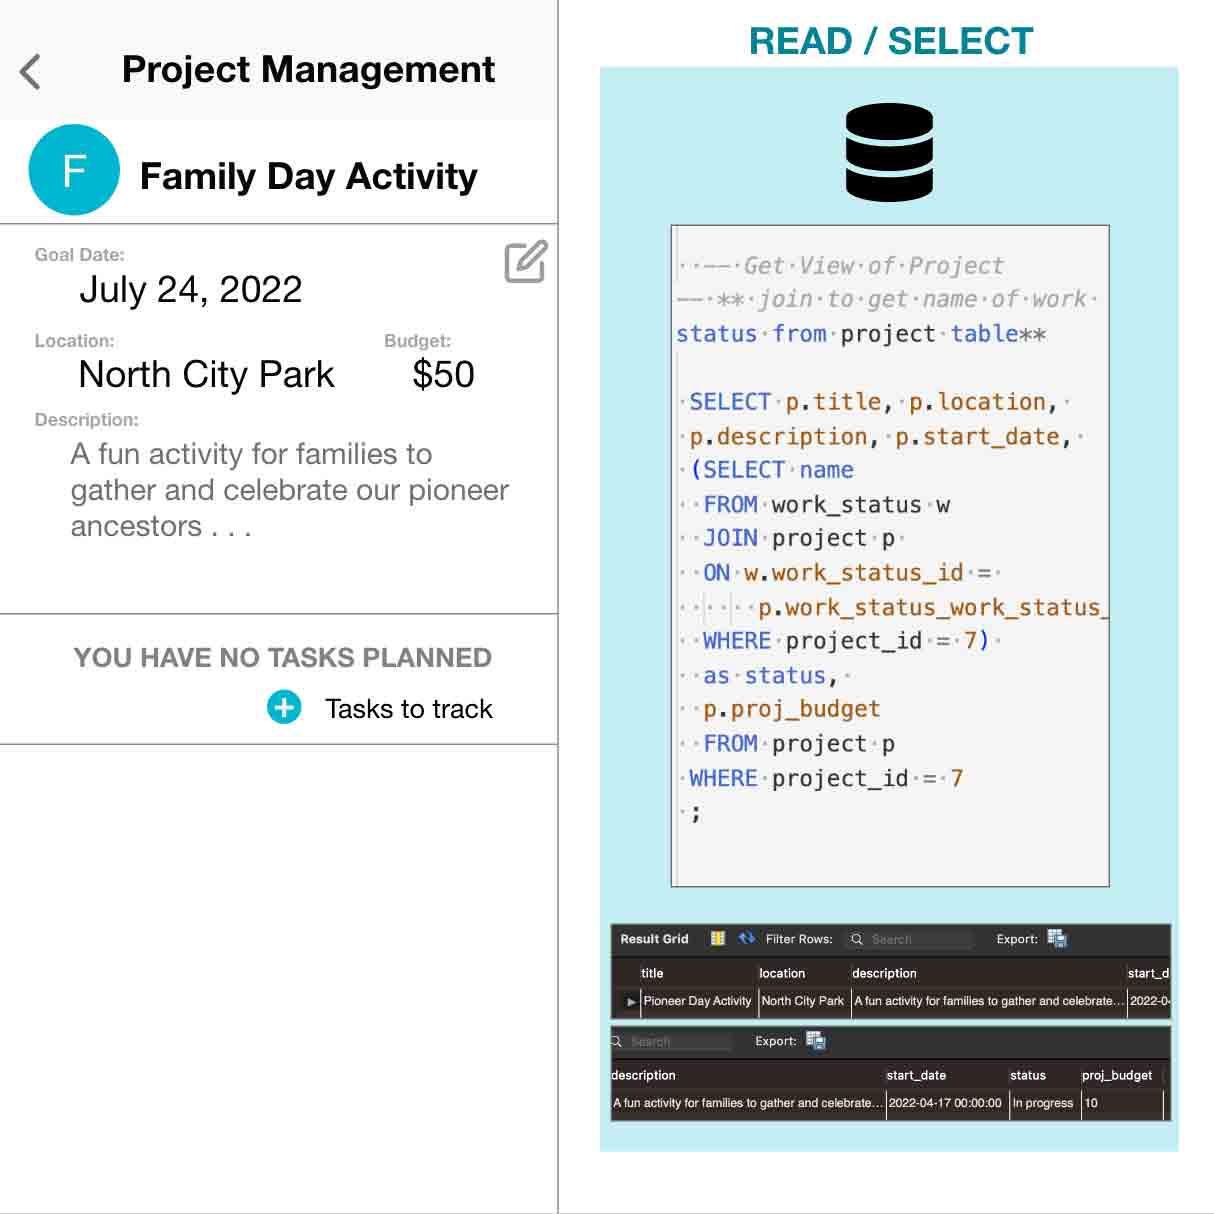 Project Management
F
Family Day Activity
Goal Date:
July 24, 2022
Location:
Budget:
North City Park
$50
Description:
A fun activity for families to
gather and celebrate our pioneer
ancestors . . .
YOU HAVE NO TASKS PLANNED
Tasks to track
READ / SELECT
-- Get View of Project
-- ** join to get name of work
status from project table**
SELECT p.title, p.location,
p.description, p.start_date,
(SELECT name
FROM work_status w
JOIN project p
ON w.work_status_id =
p.work_status_work_status_
WHERE project_id = 7)
as status,
p.proj_budget
FROM project p
WHERE project_id = 7
;
Result Grid Filter Rows: Search Export:
title location description start_d
Pioneer Day Activity North City Park A fun activity for families to gather and celebrate... 2022-04
Search Export:
description start_date status proj_budget
A fun activity for families to gather and celebrate... 2022-04-17 00:00:00 In progress 10